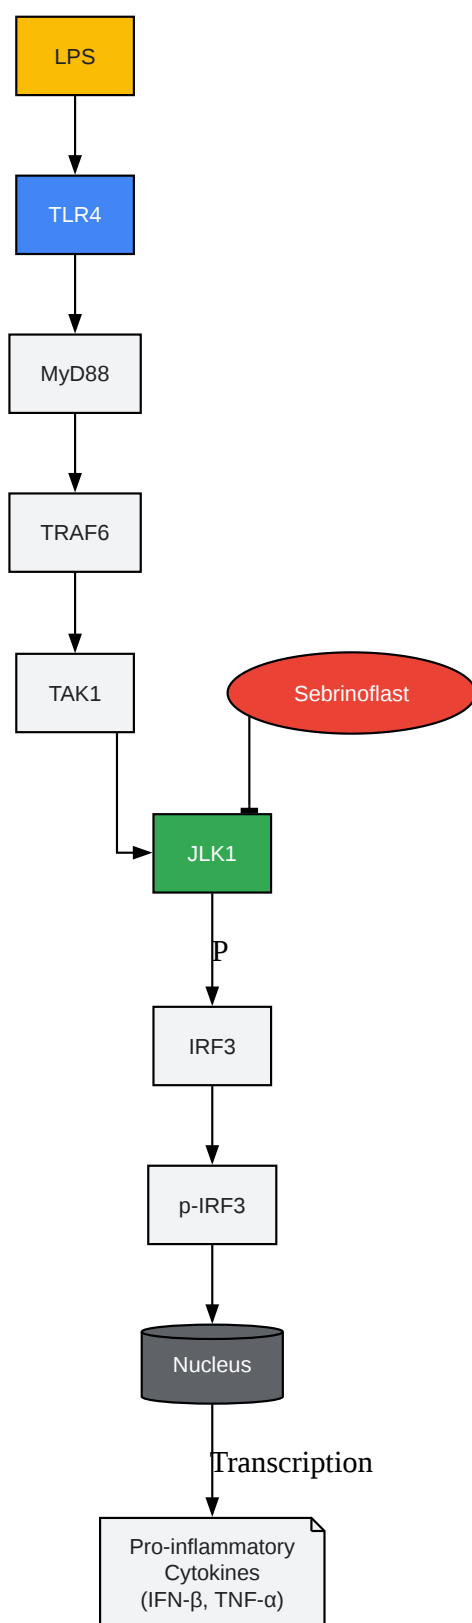 LPS
TLR4
MyD88
TRAF6
TAK1
Sebrinoflast
JLK1
P
IRF3
p-IRF3
Nucleus
Transcription
Pro-inflammatory
Cytokines
(IFN-β, TNF-α)